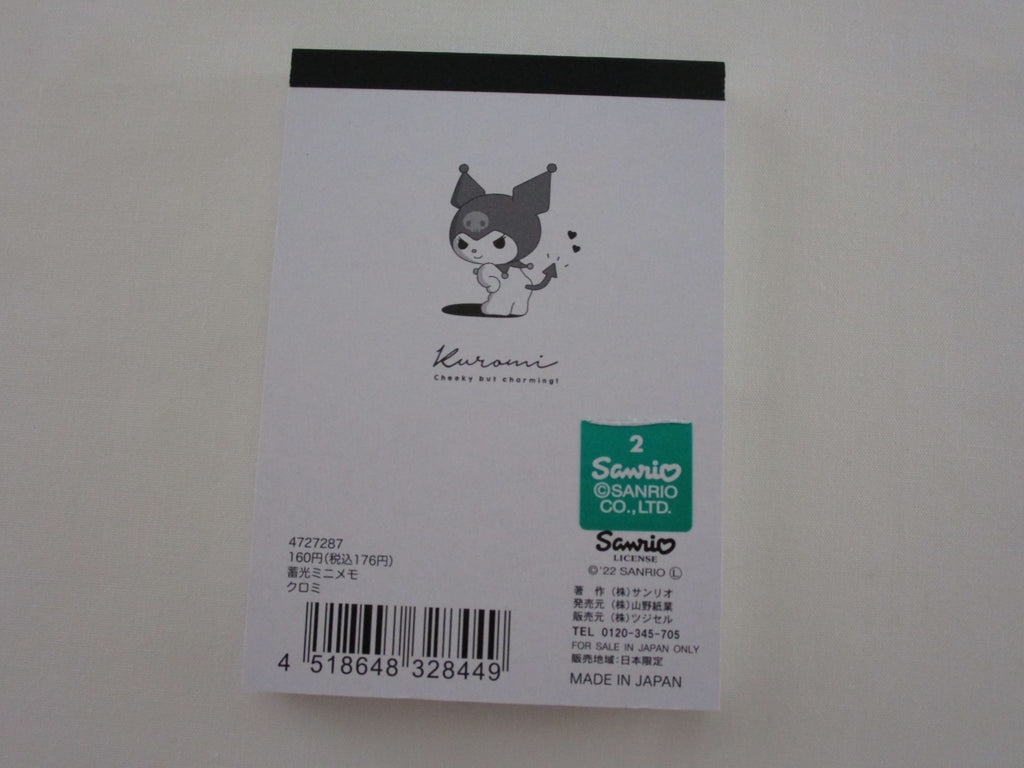 Kuromi
Cheeky but charming!
2
Sanrio
©SANRIO
CO.,LTD.
Sanrio
LICENSE
©'22 SANRIO Ⓛ
著 作 (株)サンリオ
発売元 (株)山野紙業
販売元 (株)ツジセル
TEL 0120-345-705
FOR SALE IN JAPAN ONLY
販売地域:日本限定
MADE IN JAPAN
4727287
160円(税込176円)
蓄光ミニメモ
クロミ
4 518648 328449